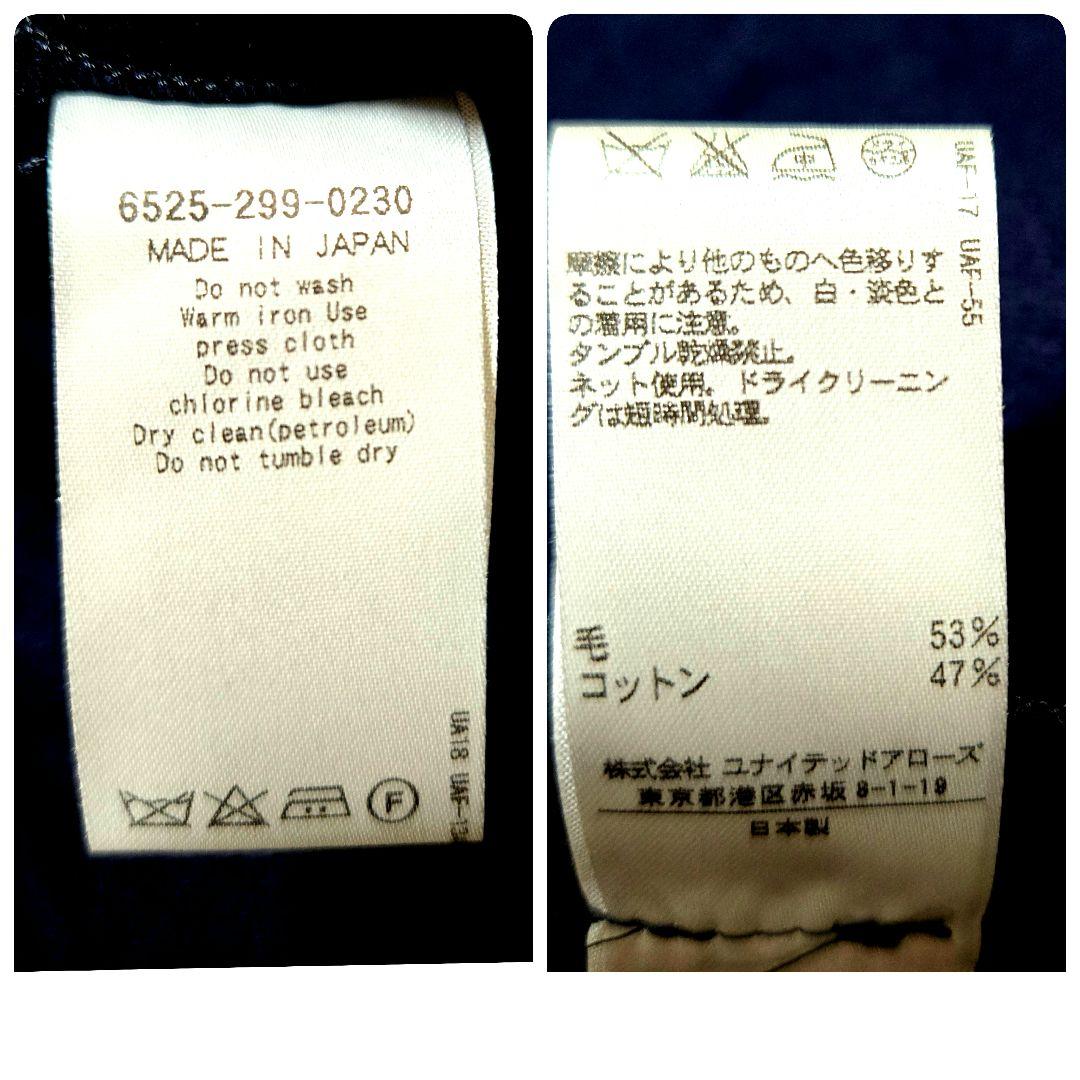 6525-299-0230
MADE IN JAPAN
Do not wash
Warm iron Use
press cloth
Do not use
chlorine bleach
Dry clean(petroleum)
Do not tumble dry
UA18 UAF-13
F
UAF-17 UAF-55
摩擦により他のものへ色移りす
ることがあるため、白・淡色と
の着用に注意。
タンブル乾燥禁止。
ネット使用。ドライクリーニン
グは短時間処理。
毛 53%
コットン 47%
株式会社 ユナイテッドアローズ
東京都港区赤坂 8-1-19
日本製